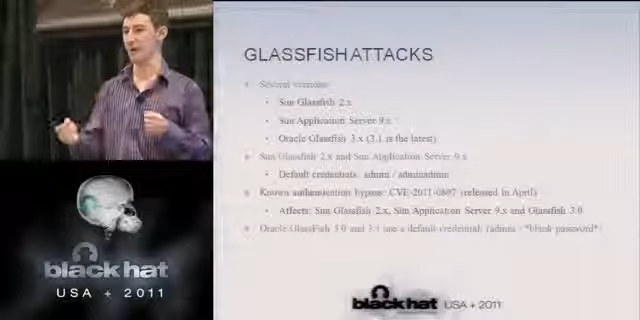 GLASSFISH ATTACKS
Several versions:
Sun Glassfish 2.x
Sun Application Server 9.x
Oracle Glassfish 3.x (3.1 is the latest)
Sun Glassfish 2.x and Sun Application Server 9.x
Default credentials: admin / adminadmin
Known authentication bypass: CVE-2011-0807 (released in April)
Affects: Sun Glassfish 2.x, Sun Application Server 9.x and Glassfish 3.0
Oracle GlassFish 3.0 and 3.1 use a default credential: (admin / *blank password*)
black hat USA + 2011
black hat
USA + 2011